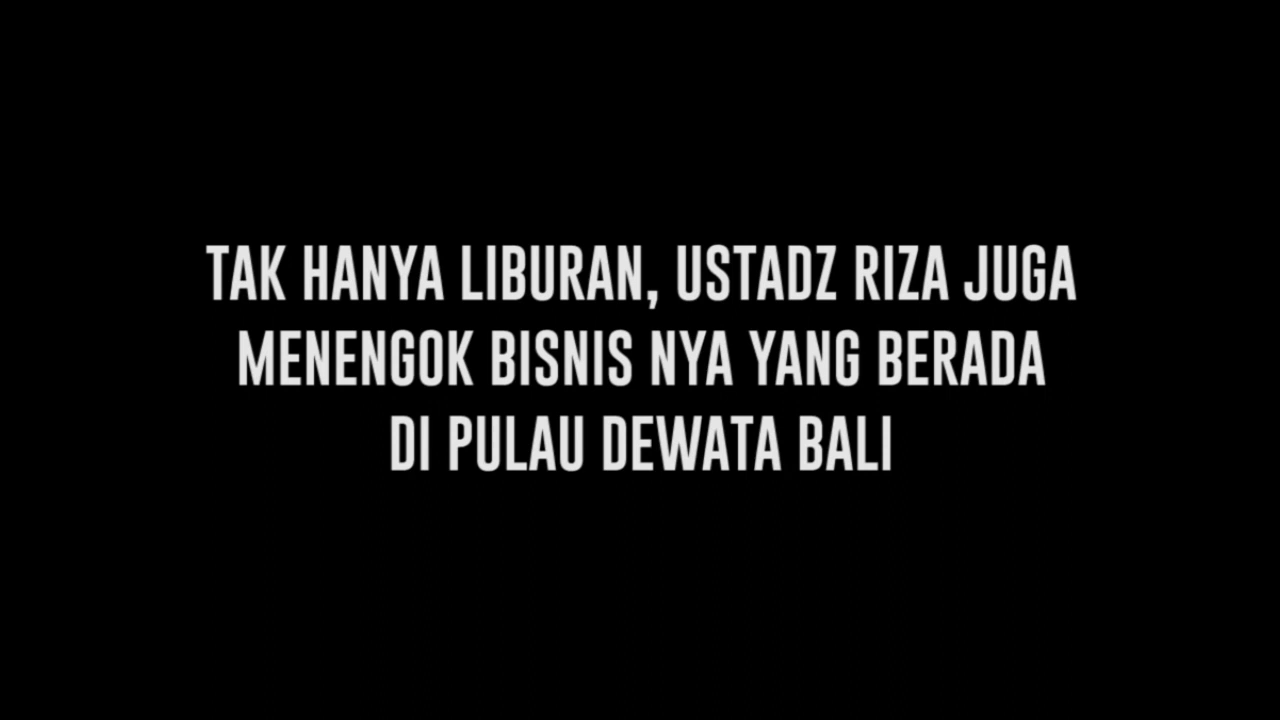 TAK HANYA LIBURAN, USTADZ RIZA JUGA
MENENGOK BISNIS NYA YANG BERADA
DI PULAU DEWATA BALI